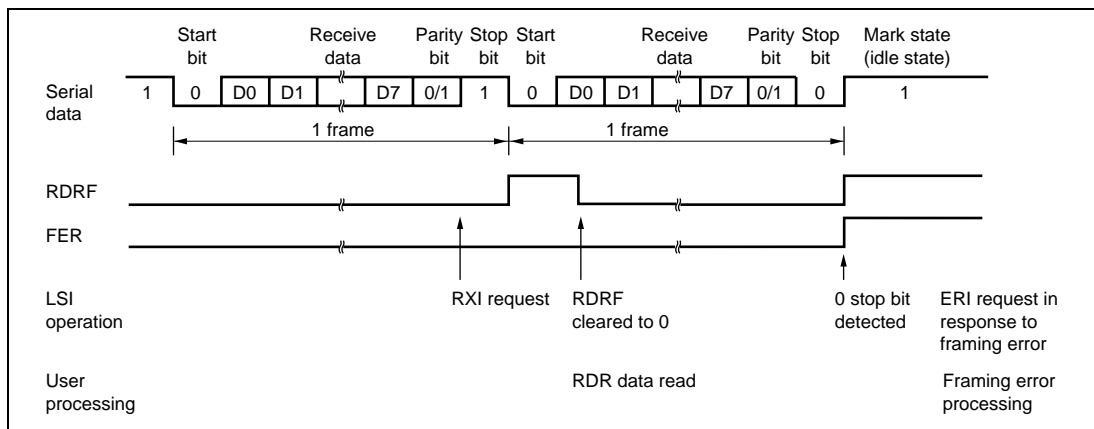 Start bit
Receive data
Parity bit
Stop bit
Start bit
Receive data
Parity bit
Stop bit
Mark state (idle state)
Serial data
1 0 D0 D1 D7 0/1 1 0 D0 D1 D7 0/1 0 1
1 frame 1 frame
RDRF
FER
LSI operation
RXI request
RDRF cleared to 0
0 stop bit detected
ERI request in response to framing error
User processing
RDR data read
Framing error processing